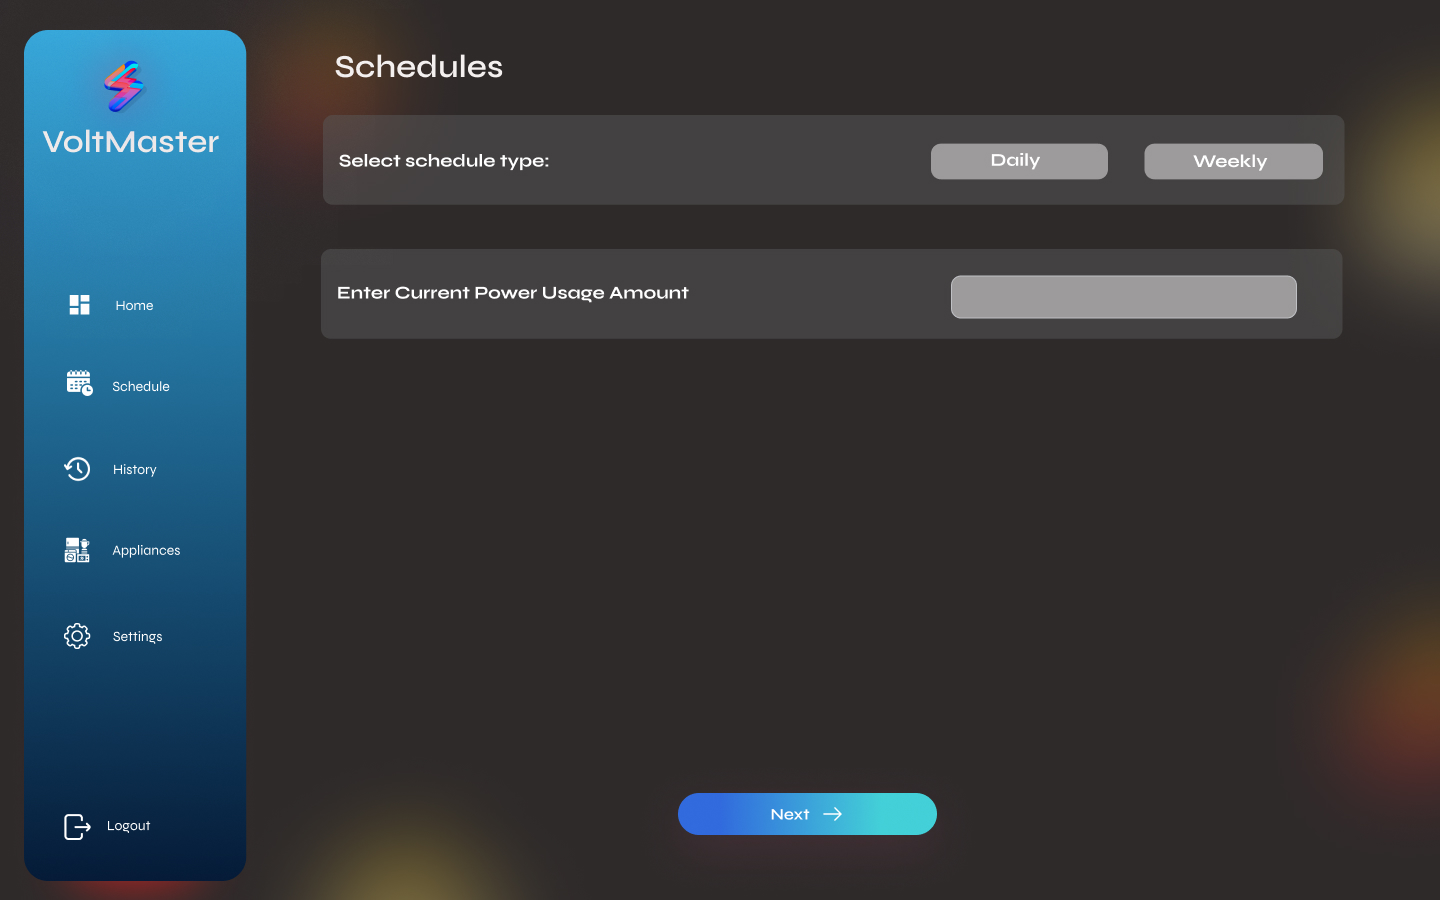 VoltMaster
Home
Schedule
History
Appliances
Settings
Logout
Schedules
Select schedule type:
Daily
Weekly
Enter Current Power Usage Amount
Next